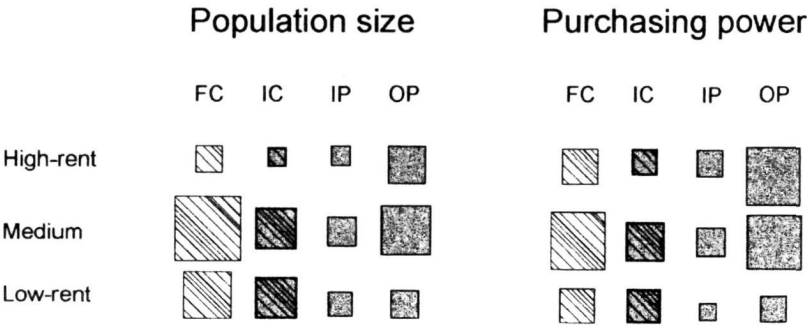 Population size Purchasing power
FC IC IP OP FC IC IP OP
High-rent
Medium
Low-rent